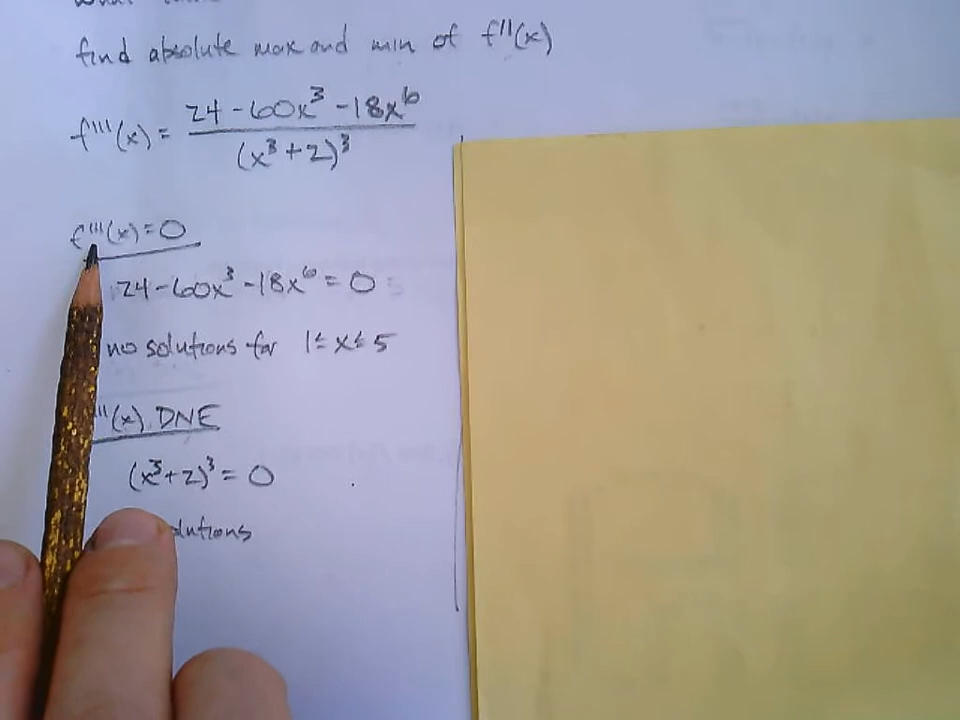 find absolute max and min of f''(x)
f'''(x) = (24 - 60x³ - 18x⁶) / (x³ + 2)³
f'''(x) = 0
24 - 60x³ - 18x⁶ = 0
no solutions for 1 ≤ x ≤ 5
(x) DNE
(x³ + 2)³ = 0